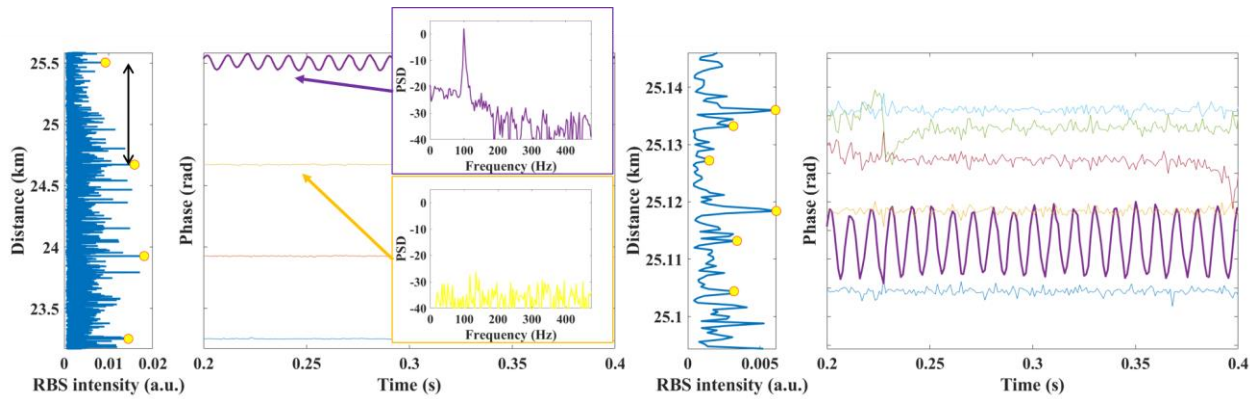 Distance (km)
25.5
25
24.5
24
23.5
0 0.01 0.02
RBS intensity (a.u.)
Phase (rad)
0.2 0.25 0.3 0.35 0.4
Time (s)
PSD
0
-10
-20
-30
-40
0 100 200 300 400
Frequency (Hz)
PSD
0
-10
-20
-30
-40
0 100 200 300 400
Frequency (Hz)
Distance (km)
25.14
25.13
25.12
25.11
25.1
0 0.005
RBS intensity (a.u.)
Phase (rad)
0.2 0.25 0.3 0.35 0.4
Time (s)